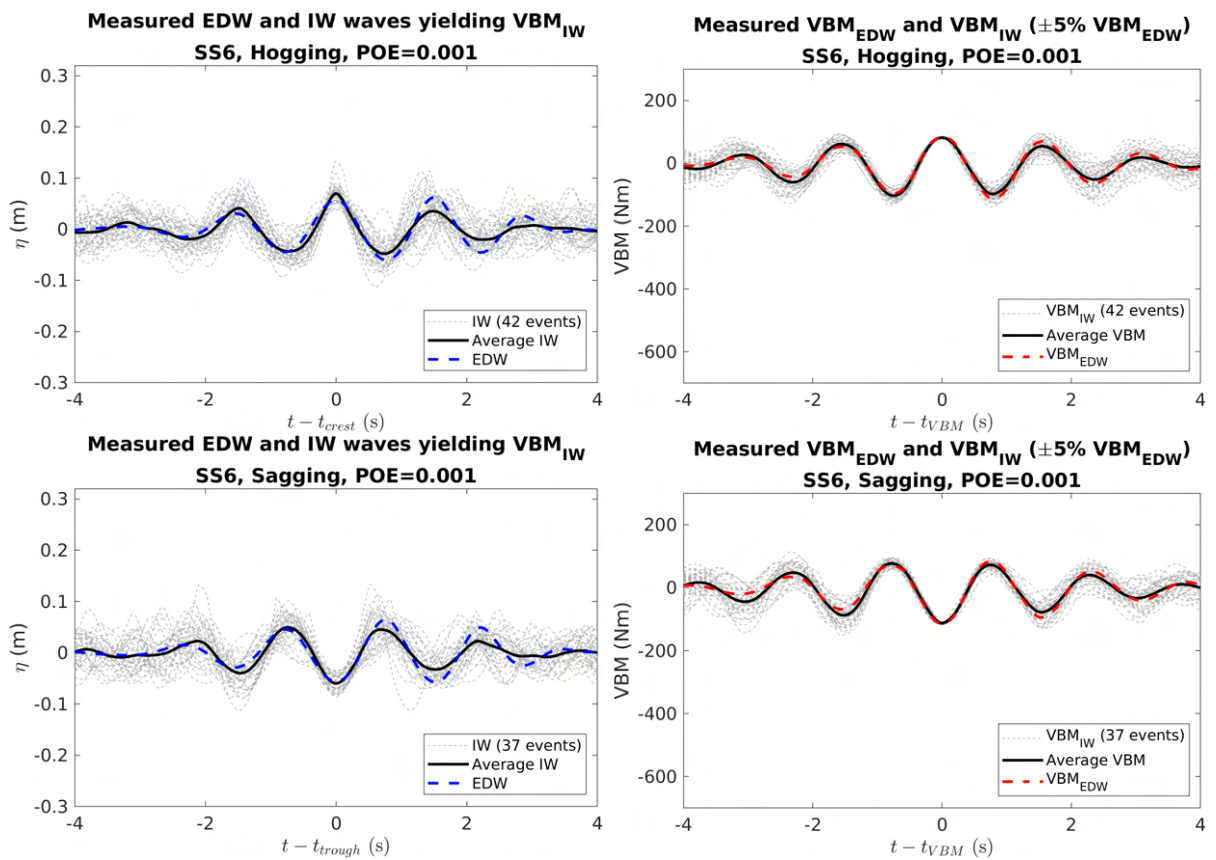 Measured EDW and IW waves yielding VBM_IW
SS6, Hogging, POE=0.001
0.3
0.2
0.1
0
-0.1
-0.2
-0.3
η (m)
IW (42 events)
Average IW
EDW
-4 -2 0 2 4
t − t_crest (s)
Measured VBM_EDW and VBM_IW (±5% VBM_EDW)
SS6, Hogging, POE=0.001
200
0
-200
-400
-600
VBM (Nm)
VBM_IW (42 events)
Average VBM
VBM_EDW
-4 -2 0 2 4
t − t_VBM (s)
Measured EDW and IW waves yielding VBM_IW
SS6, Sagging, POE=0.001
0.3
0.2
0.1
0
-0.1
-0.2
-0.3
η (m)
IW (37 events)
Average IW
EDW
-4 -2 0 2 4
t − t_trough (s)
Measured VBM_EDW and VBM_IW (±5% VBM_EDW)
SS6, Sagging, POE=0.001
200
0
-200
-400
-600
VBM (Nm)
VBM_IW (37 events)
Average VBM
VBM_EDW
-4 -2 0 2 4
t − t_VBM (s)